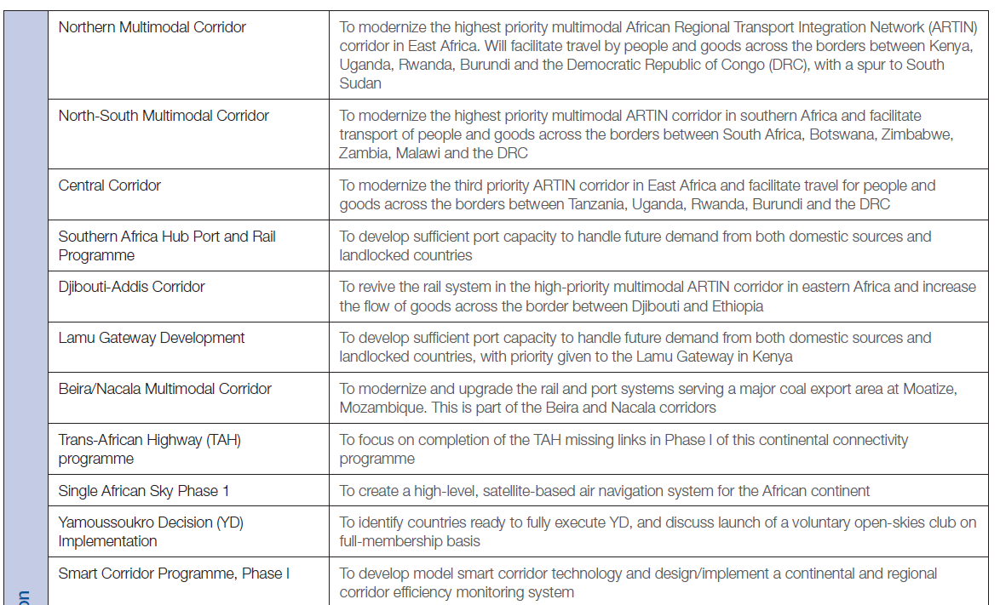 Northern Multimodal Corridor
To modernize the highest priority multimodal African Regional Transport Integration Network (ARTIN)
corridor in East Africa. Will facilitate travel by people and goods across the borders between Kenya,
Uganda, Rwanda, Burundi and the Democratic Republic of Congo (DRC), with a spur to South
Sudan
North-South Multimodal Corridor
To modernize the highest priority multimodal ARTIN corridor in southern Africa and facilitate
transport of people and goods across the borders between South Africa, Botswana, Zimbabwe,
Zambia, Malawi and the DRC
Central Corridor
To modernize the third priority ARTIN corridor in East Africa and facilitate travel for people and
goods across the borders between Tanzania, Uganda, Rwanda, Burundi and the DRC
Southern Africa Hub Port and Rail
Programme
To develop sufficient port capacity to handle future demand from both domestic sources and
landlocked countries
Djibouti-Addis Corridor
To revive the rail system in the high-priority multimodal ARTIN corridor in eastern Africa and increase
the flow of goods across the border between Djibouti and Ethiopia
Lamu Gateway Development
To develop sufficient port capacity to handle future demand from both domestic sources and
landlocked countries, with priority given to the Lamu Gateway in Kenya
Beira/Nacala Multimodal Corridor
To modernize and upgrade the rail and port systems serving a major coal export area at Moatize,
Mozambique. This is part of the Beira and Nacala corridors
Trans-African Highway (TAH)
programme
To focus on completion of the TAH missing links in Phase I of this continental connectivity
programme
Single African Sky Phase 1
To create a high-level, satellite-based air navigation system for the African continent
Yamoussoukro Decision (YD)
Implementation
To identify countries ready to fully execute YD, and discuss launch of a voluntary open-skies club on
full-membership basis
Smart Corridor Programme, Phase I
To develop model smart corridor technology and design/implement a continental and regional
corridor efficiency monitoring system